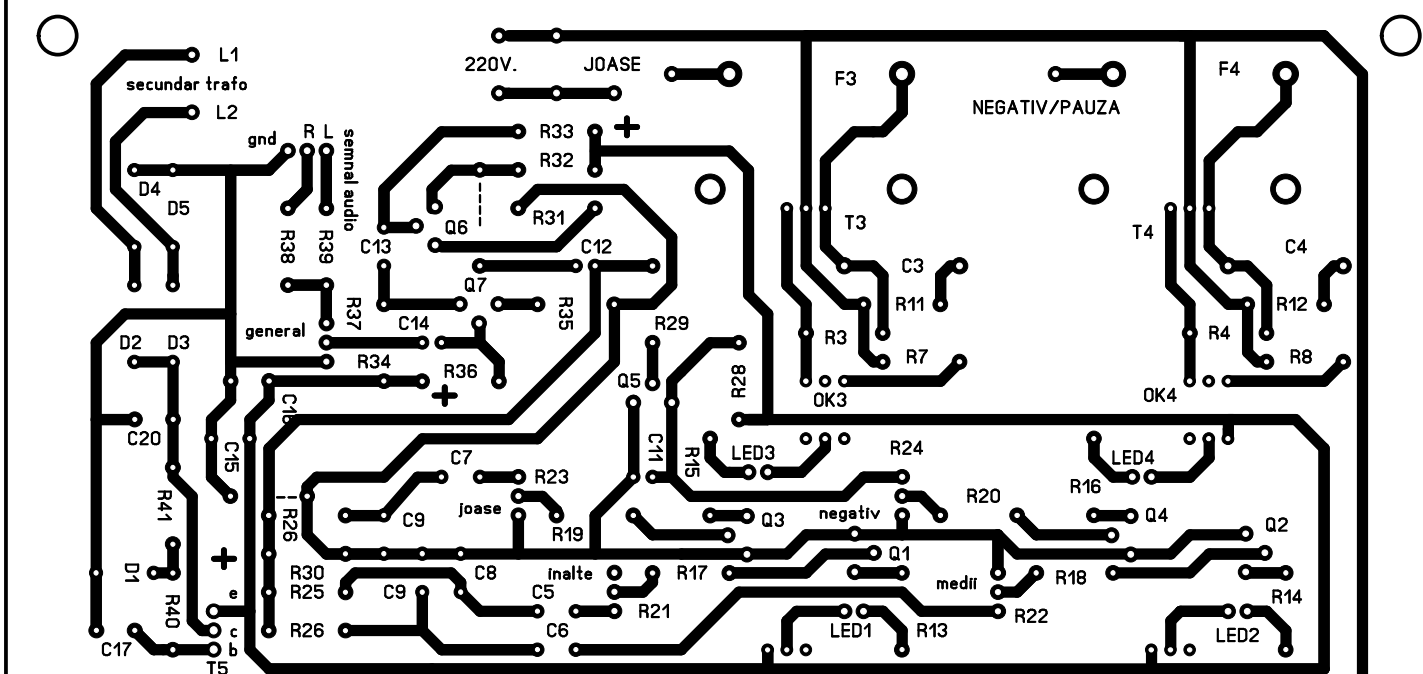 L1
secundar trafo
L2
220V.
JOASE
F3
F4
NEGATIV/PAUZA
gnd
R L
semnal audio
R33
+
R32
D4
D5
Q6
R31
T3
T4
R38
R39
C13
C12
C3
C4
Q7
R11
R12
general
R37
C14
R35
R29
R3
R4
D2
D3
R34
R36
R7
R8
Q5
R28
+
OK3
OK4
C16
C20
C15
C7
C11
R15
LED3
R24
LED4
R23
R41
R26
C9
joase
R19
Q3
negativ
R20
R16
Q4
Q2
+
D1
R30
C8
inalte
R17
Q1
medii
R18
e
R40
R25
C9
C5
R21
R22
R14
c
R26
C6
LED1
R13
LED2
C17
b
T5